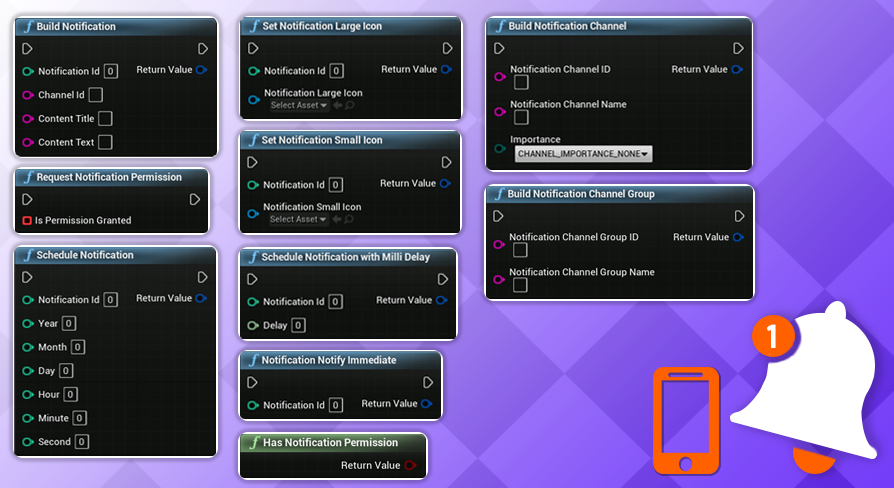 Build Notification
Notification Id 0 Return Value
Channel Id
Content Title
Content Text
Request Notification Permission
Is Permission Granted
Schedule Notification
Notification Id 0 Return Value
Year 0
Month 0
Day 0
Hour 0
Minute 0
Second 0
Set Notification Large Icon
Notification Id 0 Return Value
Notification Large Icon
Select Asset
Set Notification Small Icon
Notification Id 0 Return Value
Notification Small Icon
Select Asset
Schedule Notification with Milli Delay
Notification Id 0 Return Value
Delay 0
Notification Notify Immediate
Notification Id 0 Return Value
Has Notification Permission
Return Value
Build Notification Channel
Notification Channel ID Return Value
Notification Channel Name
Importance
CHANNEL_IMPORTANCE_NONE
Build Notification Channel Group
Notification Channel Group ID Return Value
Notification Channel Group Name
1